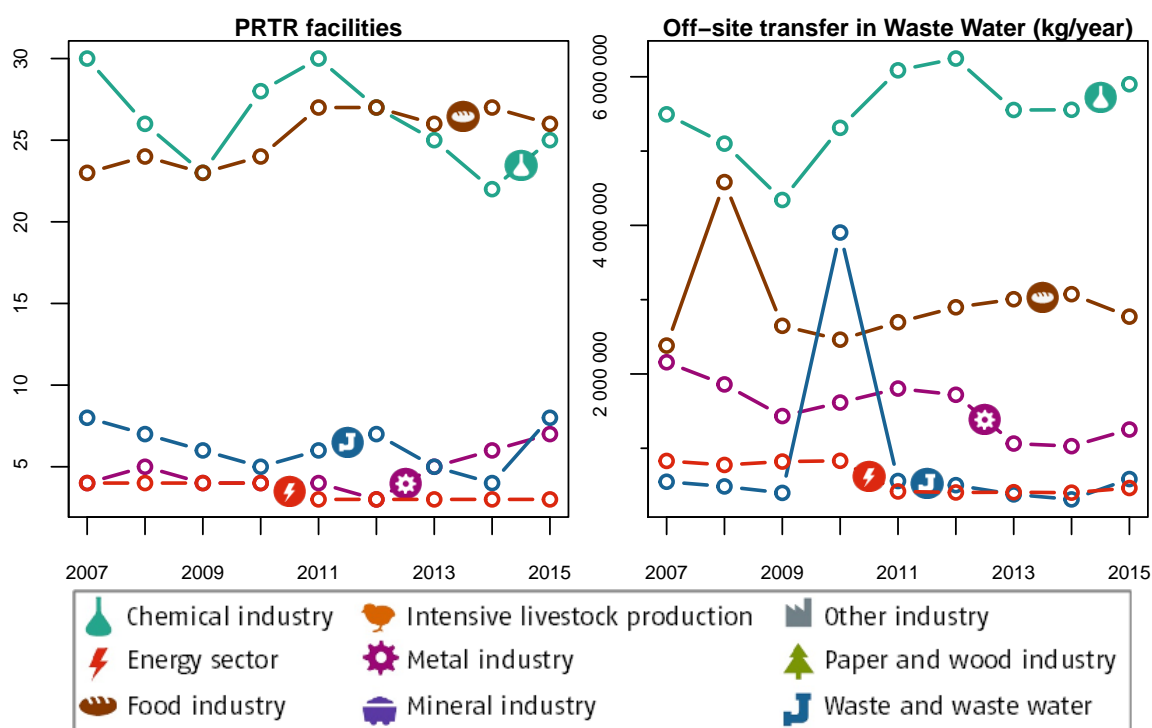 PRTR facilities
Off−site transfer in Waste Water (kg/year)
30
25
20
15
10
5
6 000 000
4 000 000
2 000 000
2007 2009 2011 2013 2015
2007 2009 2011 2013 2015
Chemical industry Intensive livestock production Other industry
Energy sector Metal industry Paper and wood industry
Food industry Mineral industry Waste and waste water